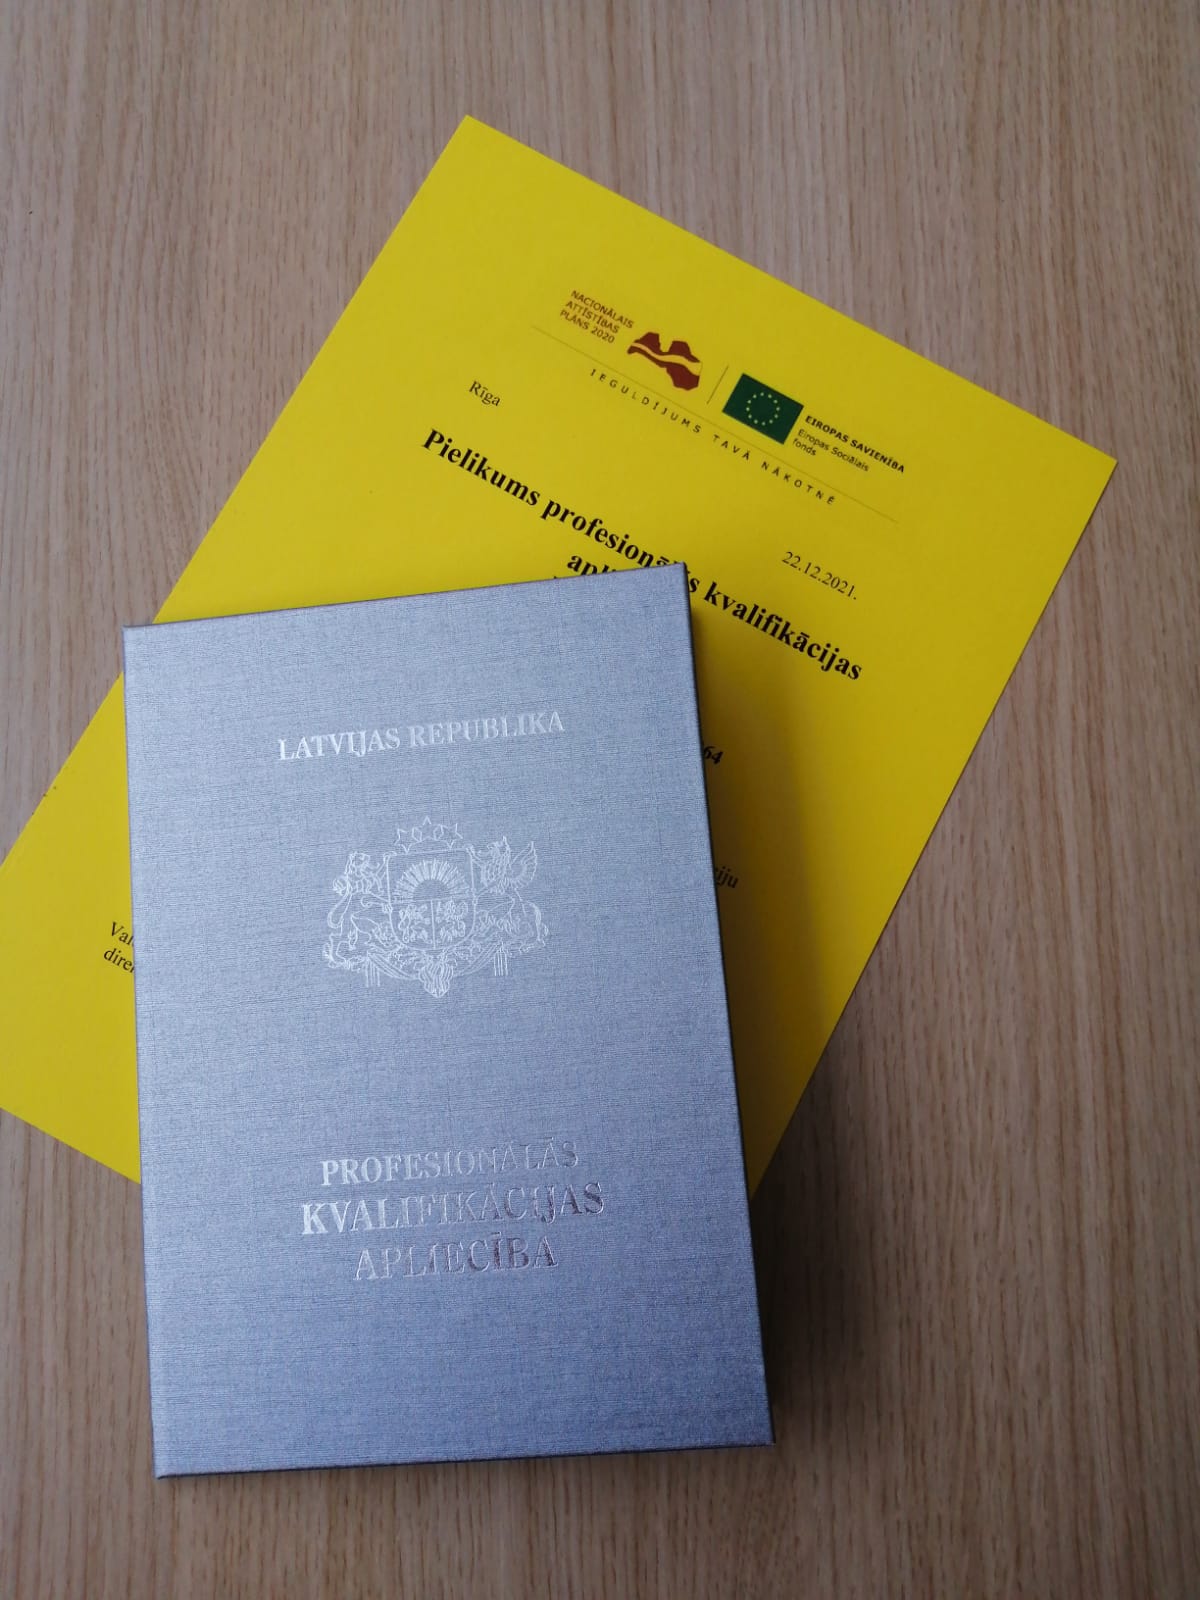 NACIONĀLAIS
ATTĪSTĪBAS
PLĀNS 2020
EIROPAS SAVIENĪBA
Eiropas Sociālais
fonds
IEGULDĪJUMS TAVĀ NĀKOTNĒ
Rīga
22.12.2021.
Pielikums profesionālās kvalifikācijas
64
LATVIJAS REPUBLIKA
PROFESIONĀLĀS
KVALIFIKĀCIJAS
APLIECĪBA